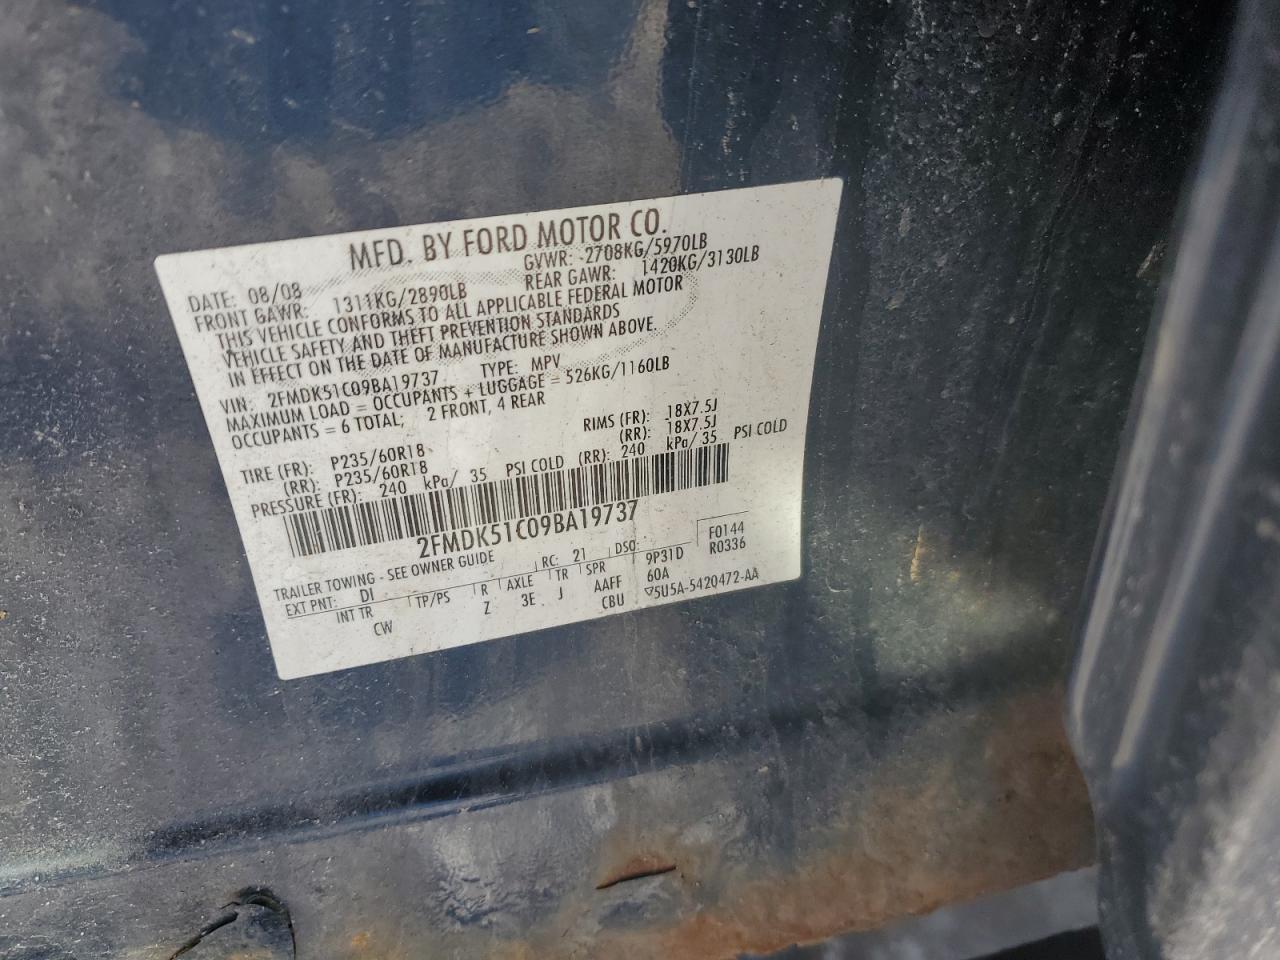 MFD. BY FORD MOTOR CO.
DATE: 08/08 GVWR: 2708KG/5970LB
FRONT GAWR: 1311KG/2890LB REAR GAWR: 1420KG/3130LB
THIS VEHICLE CONFORMS TO ALL APPLICABLE FEDERAL MOTOR
VEHICLE SAFETY AND THEFT PREVENTION STANDARDS
IN EFFECT ON THE DATE OF MANUFACTURE SHOWN ABOVE.
VIN: 2FMDK51C09BA19737 TYPE: MPV
MAXIMUM LOAD = OCCUPANTS + LUGGAGE = 526KG/1160LB
OCCUPANTS = 6 TOTAL; 2 FRONT, 4 REAR
TIRE (FR): P235/60R18 RIMS (FR): 18X7.5J
(RR): P235/60R18 (RR): 18X7.5J
PRESSURE (FR): 240 kPa/ 35 PSI COLD (RR): 240 kPa/ 35 PSI COLD
2FMDK51C09BA19737
TRAILER TOWING - SEE OWNER GUIDE F0144
EXT PNT: DI RC: 21 DSO: 9P31D R0336
INT TR TP/PS R AXLE TR SPR 60A
CW Z 3E J AAFF
CBU ▽5U5A-5420472-AA